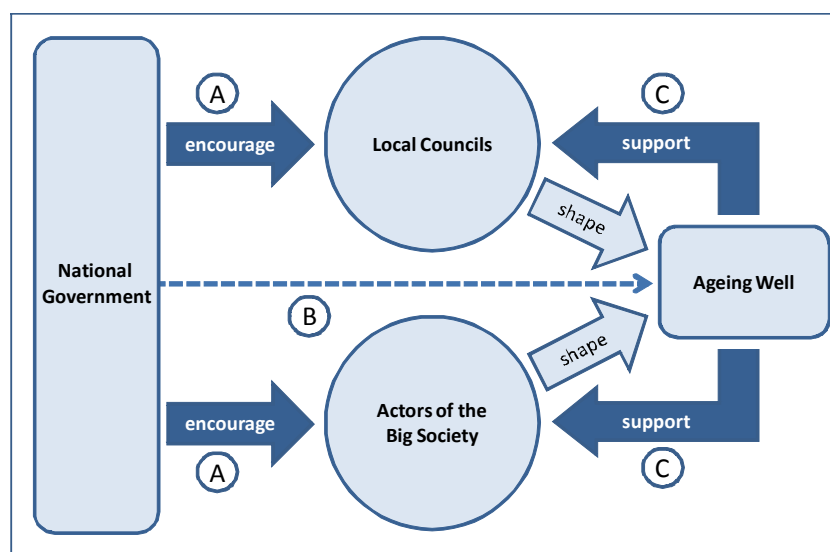 A
C
encourage
Local Councils
support
shape
National
Government
Ageing Well
B
shape
encourage
Actors of the
Big Society
support
A
C